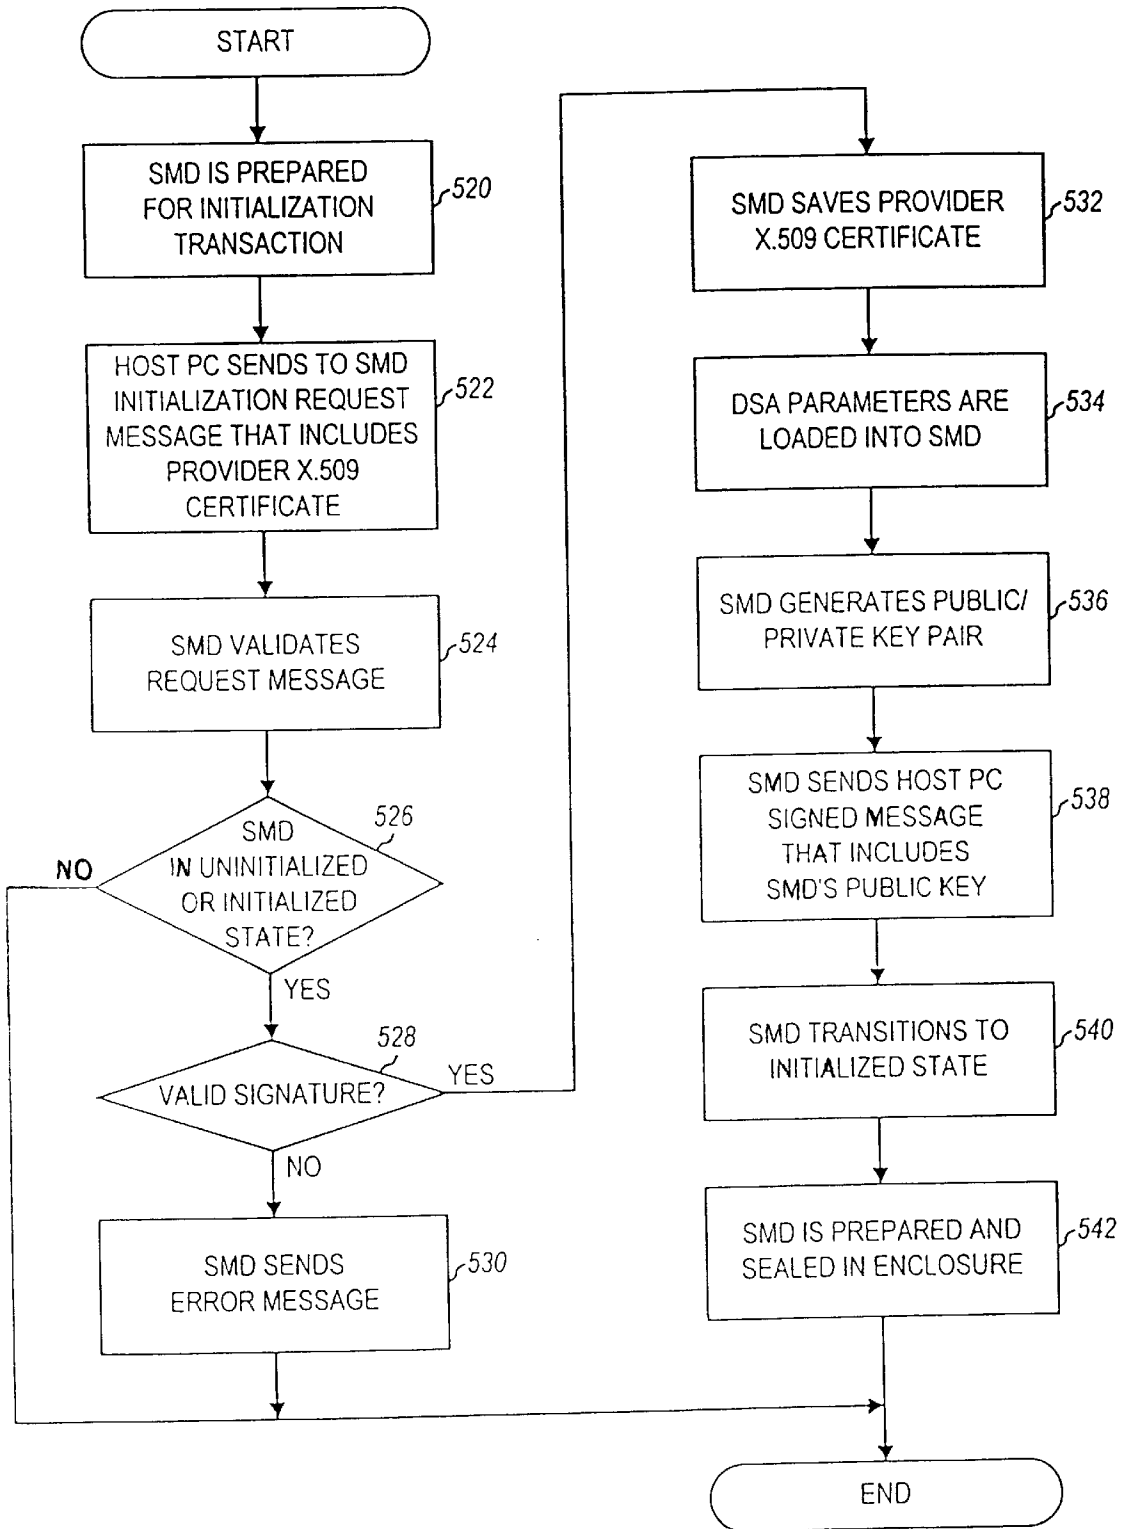 START
SMD IS PREPARED
FOR INITIALIZATION
TRANSACTION
520
HOST PC SENDS TO SMD
INITIALIZATION REQUEST
MESSAGE THAT INCLUDES
PROVIDER X.509
CERTIFICATE
522
SMD VALIDATES
REQUEST MESSAGE
524
SMD
IN UNINITIALIZED
OR INITIALIZED
STATE?
526
NO
YES
VALID SIGNATURE?
528
YES
NO
SMD SENDS
ERROR MESSAGE
530
SMD SAVES PROVIDER
X.509 CERTIFICATE
532
DSA PARAMETERS ARE
LOADED INTO SMD
534
SMD GENERATES PUBLIC/
PRIVATE KEY PAIR
536
SMD SENDS HOST PC
SIGNED MESSAGE
THAT INCLUDES
SMD'S PUBLIC KEY
538
SMD TRANSITIONS TO
INITIALIZED STATE
540
SMD IS PREPARED AND
SEALED IN ENCLOSURE
542
END